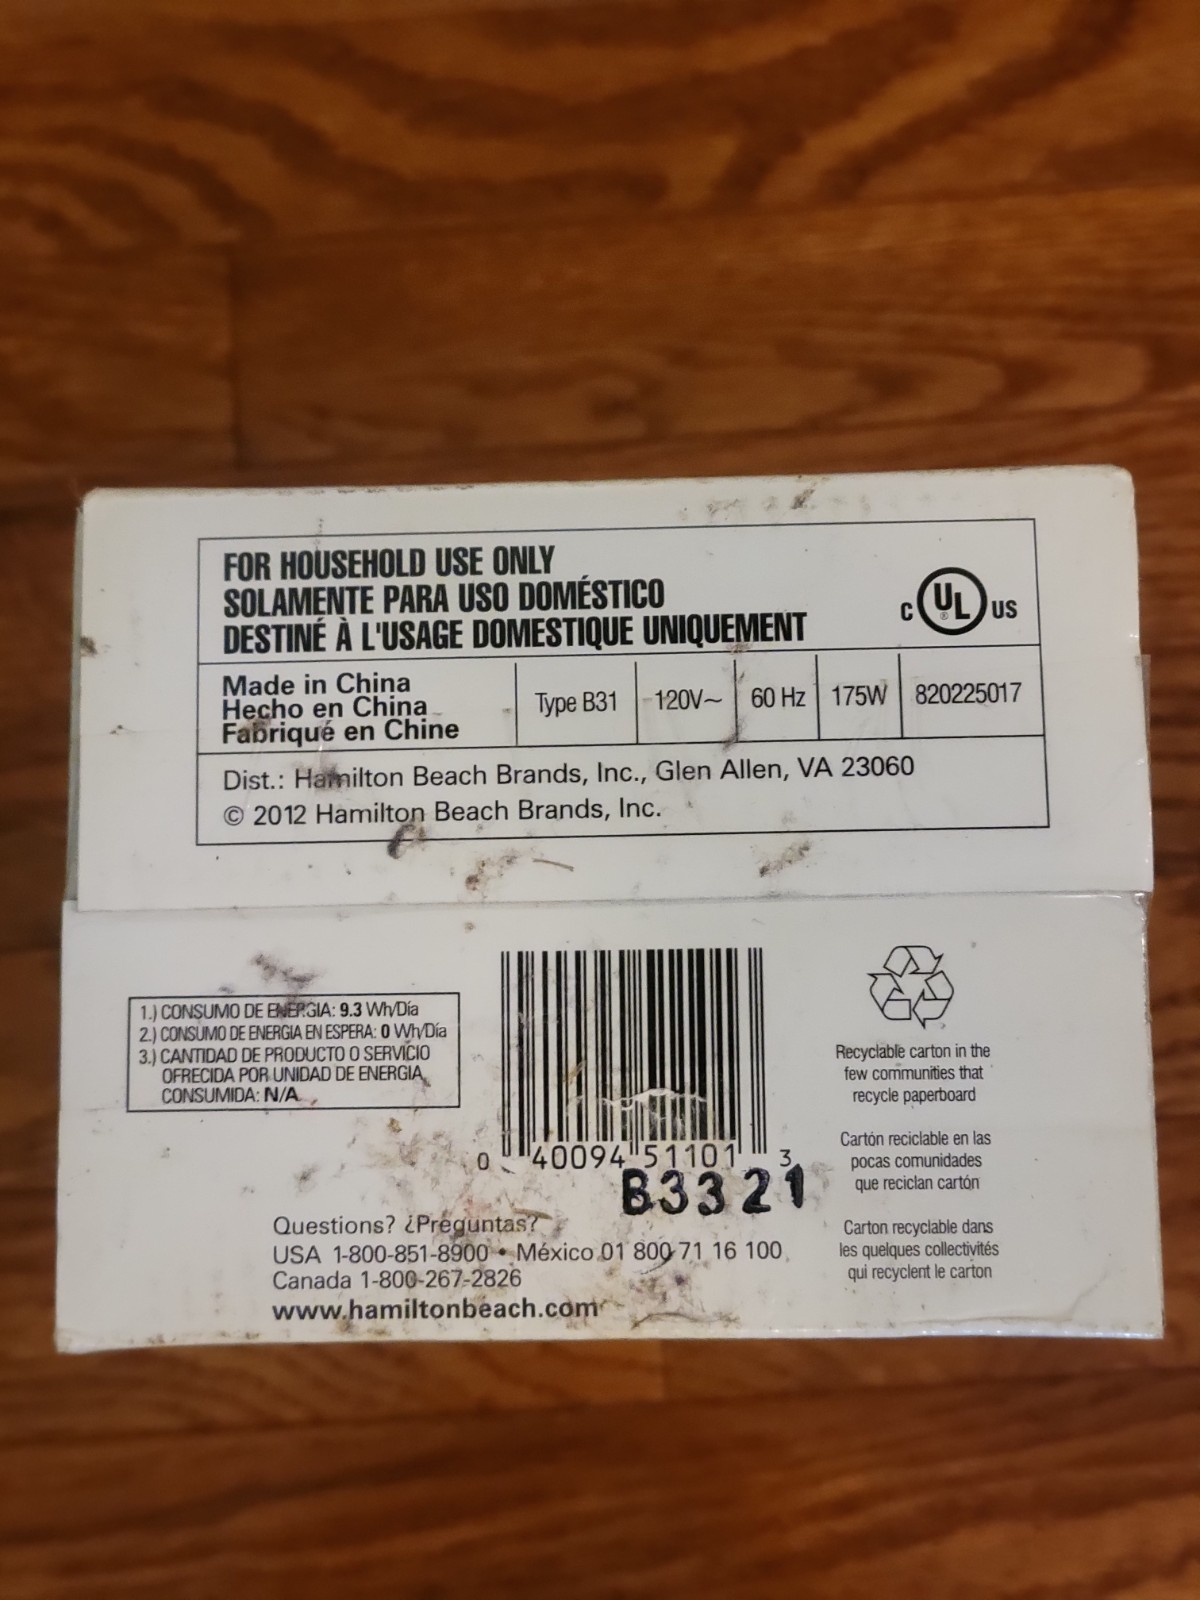 FOR HOUSEHOLD USE ONLY
SOLAMENTE PARA USO DOMÉSTICO
DESTINÉ À L'USAGE DOMESTIQUE UNIQUEMENT
C UL ® US
Made in China
Hecho en China
Fabriqué en Chine
Type B31
120V~
60 Hz
175W
820225017
Dist.: Hamilton Beach Brands, Inc., Glen Allen, VA 23060
© 2012 Hamilton Beach Brands, Inc.
1.) CONSUMO DE ENERGIA: 9.3 Wh/Día
2.) CONSUMO DE ENERGIA EN ESPERA: 0 Wh/Día
3.) CANTIDAD DE PRODUCTO O SERVICIO
OFRECIDA POR UNIDAD DE ENERGIA
CONSUMIDA: N/A
0 40094 51101 3
B3321
Questions? ¿Preguntas?
USA 1-800-851-8900 • México 01 800 71 16 100
Canada 1-800-267-2826
www.hamiltonbeach.com
Recyclable carton in the
few communities that
recycle paperboard
Cartón reciclable en las
pocas comunidades
que reciclan cartón
Carton recyclable dans
les quelques collectivités
qui recyclent le carton